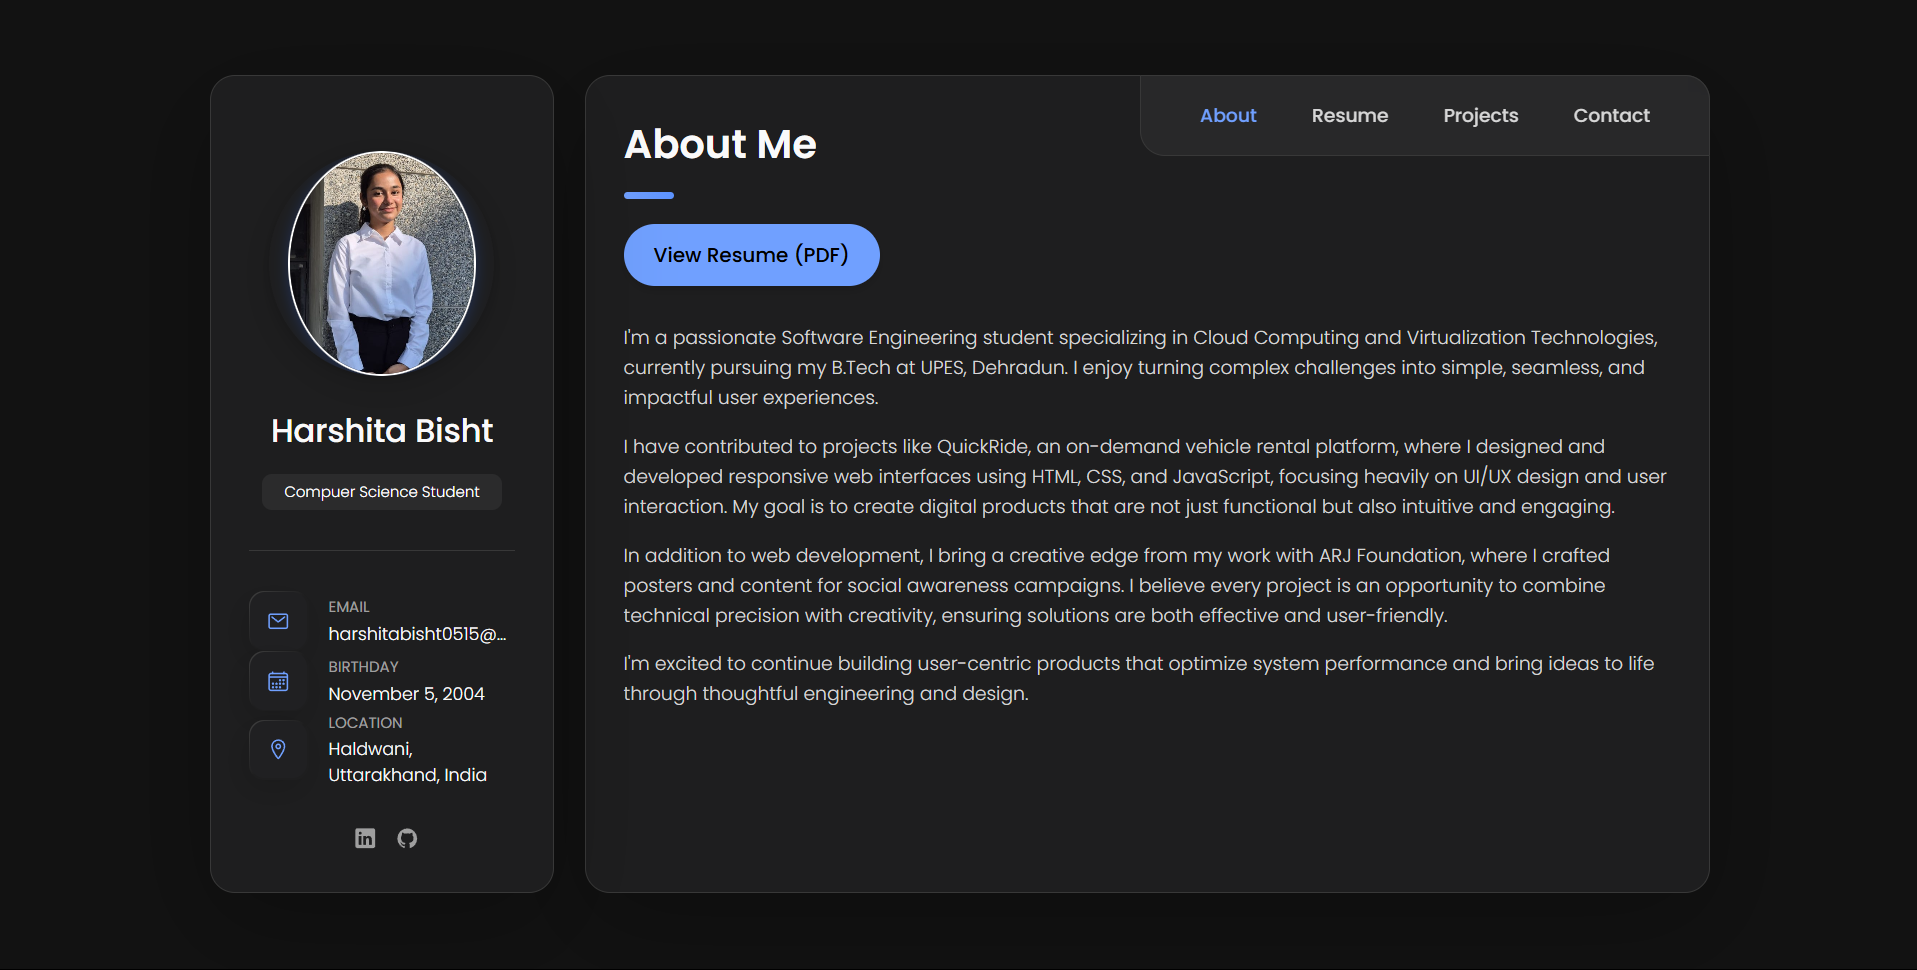 Harshita Bisht
Compuer Science Student
EMAIL
harshitabisht0515@...
BIRTHDAY
November 5, 2004
LOCATION
Haldwani,
Uttarakhand, India
in
About Resume Projects Contact
About Me
View Resume (PDF)
I'm a passionate Software Engineering student specializing in Cloud Computing and Virtualization Technologies,
currently pursuing my B.Tech at UPES, Dehradun. I enjoy turning complex challenges into simple, seamless, and
impactful user experiences.
I have contributed to projects like QuickRide, an on-demand vehicle rental platform, where I designed and
developed responsive web interfaces using HTML, CSS, and JavaScript, focusing heavily on UI/UX design and user
interaction. My goal is to create digital products that are not just functional but also intuitive and engaging.
In addition to web development, I bring a creative edge from my work with ARJ Foundation, where I crafted
posters and content for social awareness campaigns. I believe every project is an opportunity to combine
technical precision with creativity, ensuring solutions are both effective and user-friendly.
I'm excited to continue building user-centric products that optimize system performance and bring ideas to life
through thoughtful engineering and design.